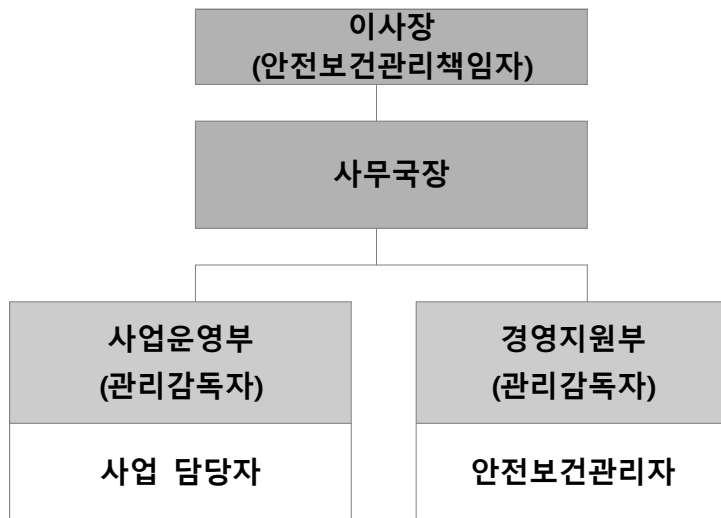 이사장
(안전보건관리책임자)
사무국장
사업운영부
(관리감독자)
경영지원부
(관리감독자)
사업 담당자
안전보건관리자